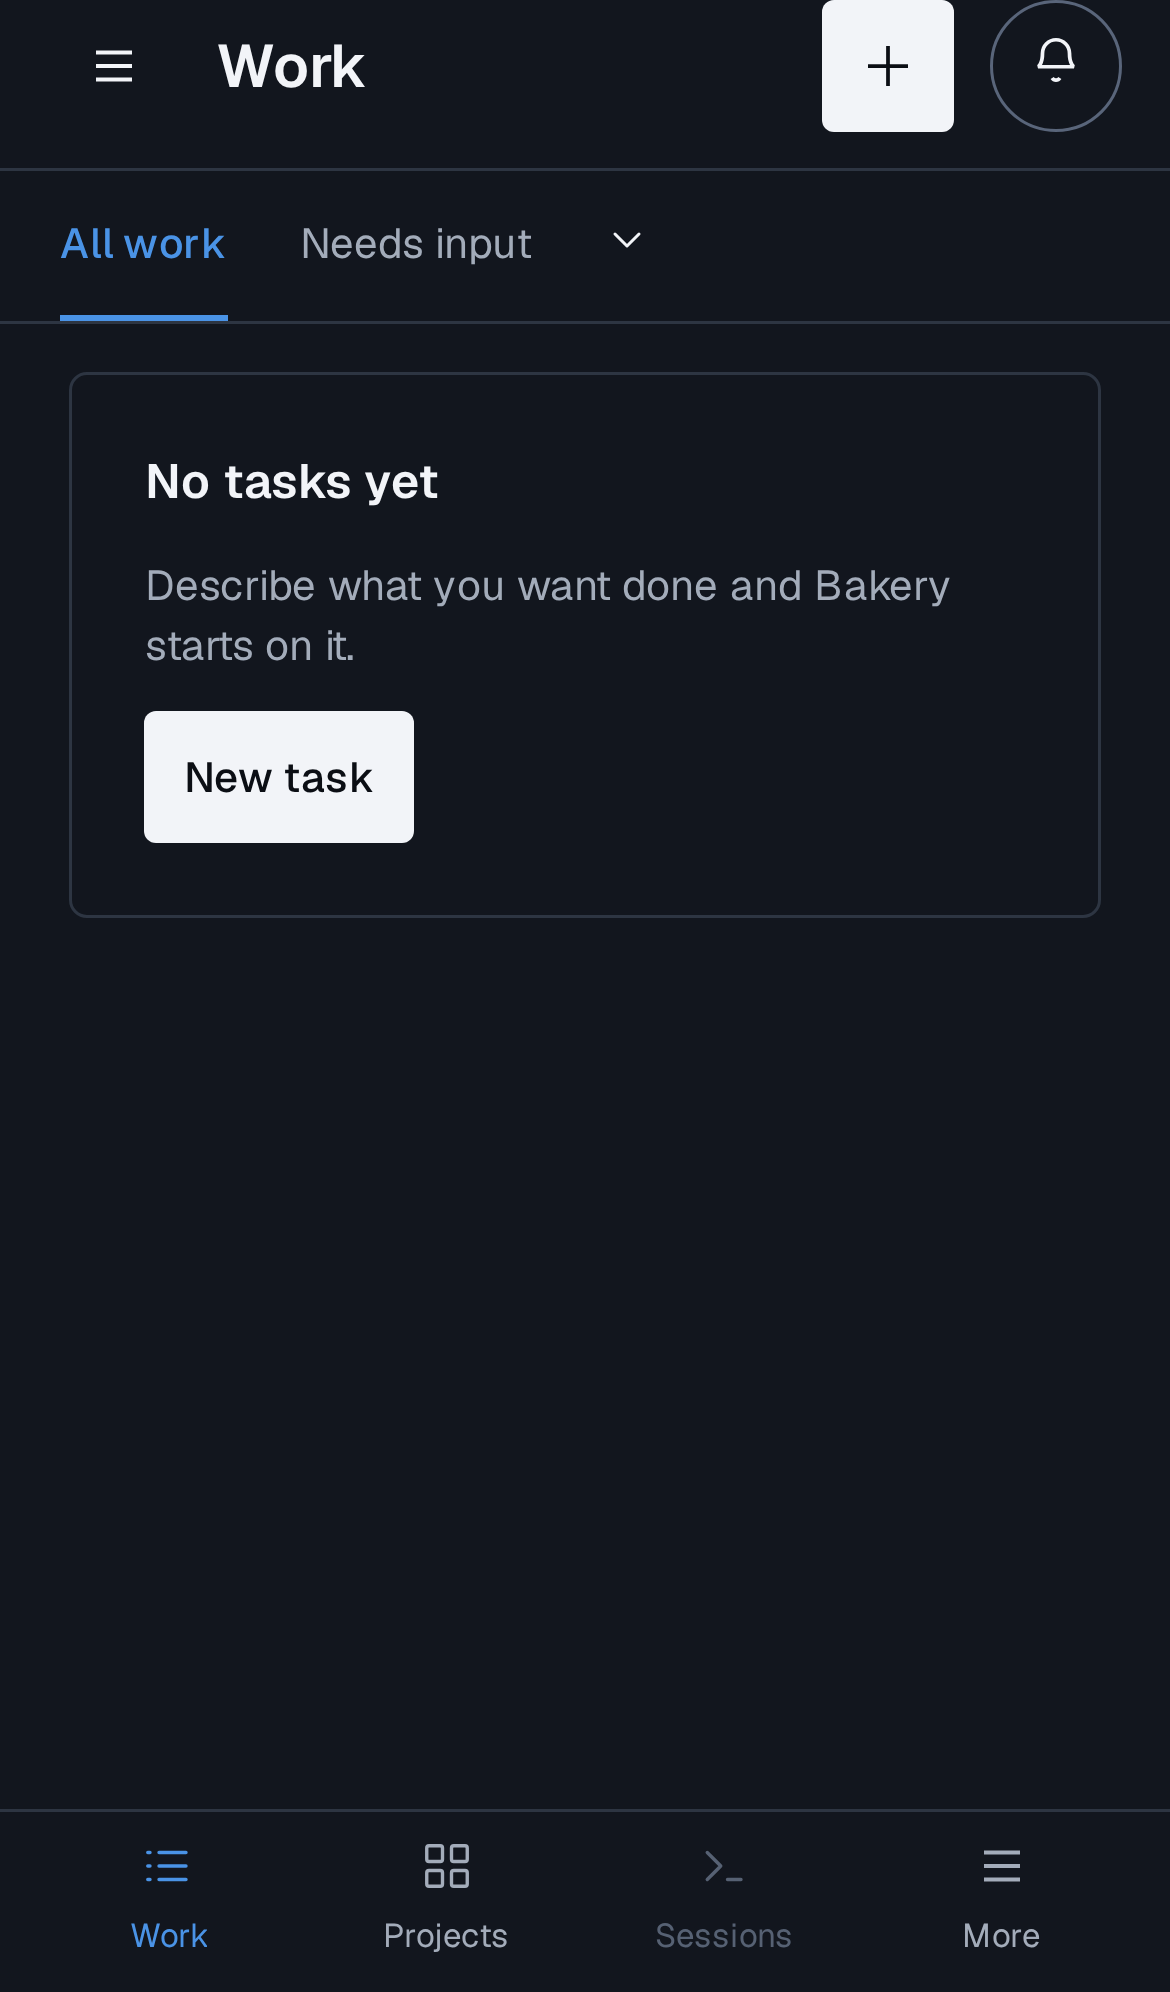 Work
All work
Needs input
No tasks yet
Describe what you want done and Bakery
starts on it.
New task
Work
Projects
Sessions
More